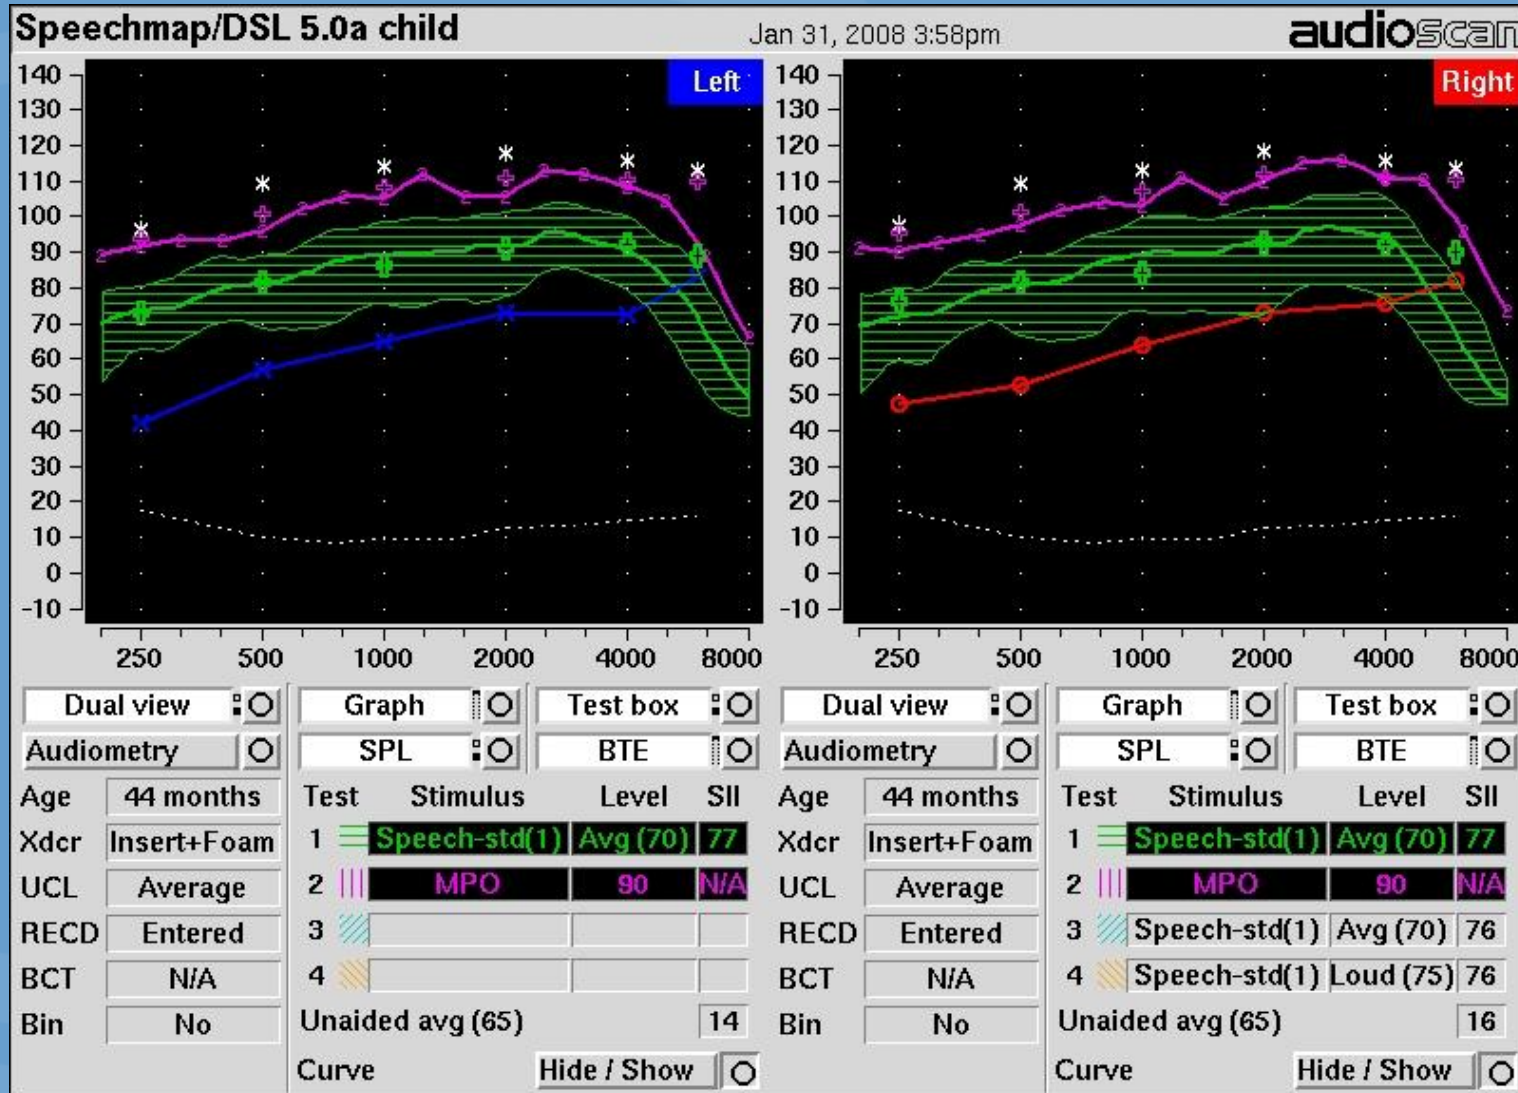 Speechmap/DSL 5.0a child Jan 31, 2008 3:58pm audioscan
Left
140
130
120
110
100
90
80
70
60
50
40
30
20
10
0
-10
250 500 1000 2000 4000 8000
Right
140
130
120
110
100
90
80
70
60
50
40
30
20
10
0
-10
250 500 1000 2000 4000 8000
Dual view Graph Test box
Audiometry SPL BTE
Age 44 months Test Stimulus Level SII
Xdcr Insert+Foam 1 Speech-std(1) Avg (70) 77
UCL Average 2 MPO 90 N/A
RECD Entered 3
BCT N/A 4
Bin No Unaided avg (65) 14
Curve Hide / Show
Dual view Graph Test box
Audiometry SPL BTE
Age 44 months Test Stimulus Level SII
Xdcr Insert+Foam 1 Speech-std(1) Avg (70) 77
UCL Average 2 MPO 90 N/A
RECD Entered 3 Speech-std(1) Avg (70) 76
BCT N/A 4 Speech-std(1) Loud (75) 76
Bin No Unaided avg (65) 16
Curve Hide / Show